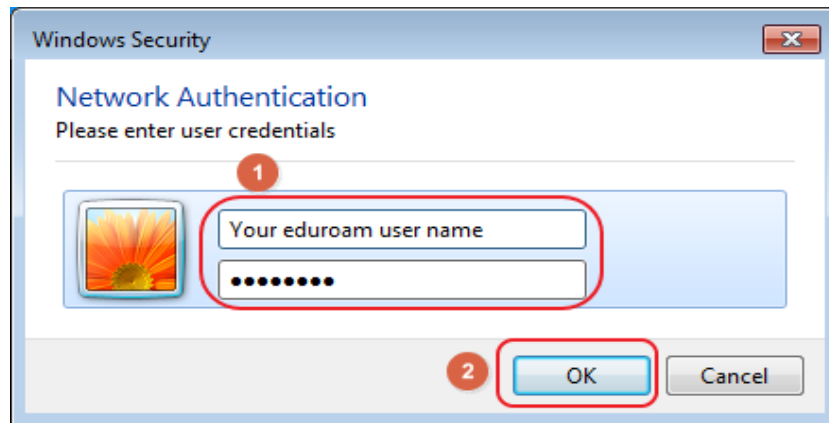 Windows Security
Network Authentication
Please enter user credentials
1
Your eduroam user name
●●●●●●●●
2
OK
Cancel